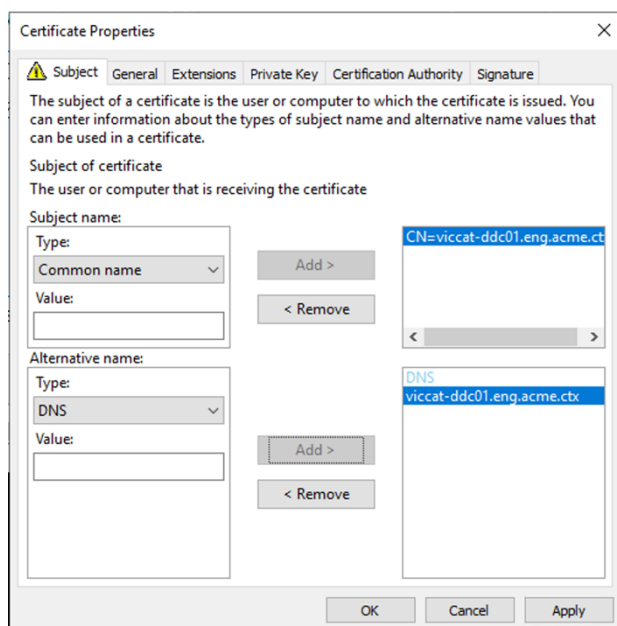 Certificate Properties
Subject General Extensions Private Key Certification Authority Signature
The subject of a certificate is the user or computer to which the certificate is issued. You
can enter information about the types of subject name and alternative name values that
can be used in a certificate.
Subject of certificate
The user or computer that is receiving the certificate
Subject name:
Type:
Common name
Value:
Add >
< Remove
CN=viccat-ddc01.eng.acme.ct
Alternative name:
Type:
DNS
Value:
Add >
< Remove
DNS
viccat-ddc01.eng.acme.ctx
OK Cancel Apply